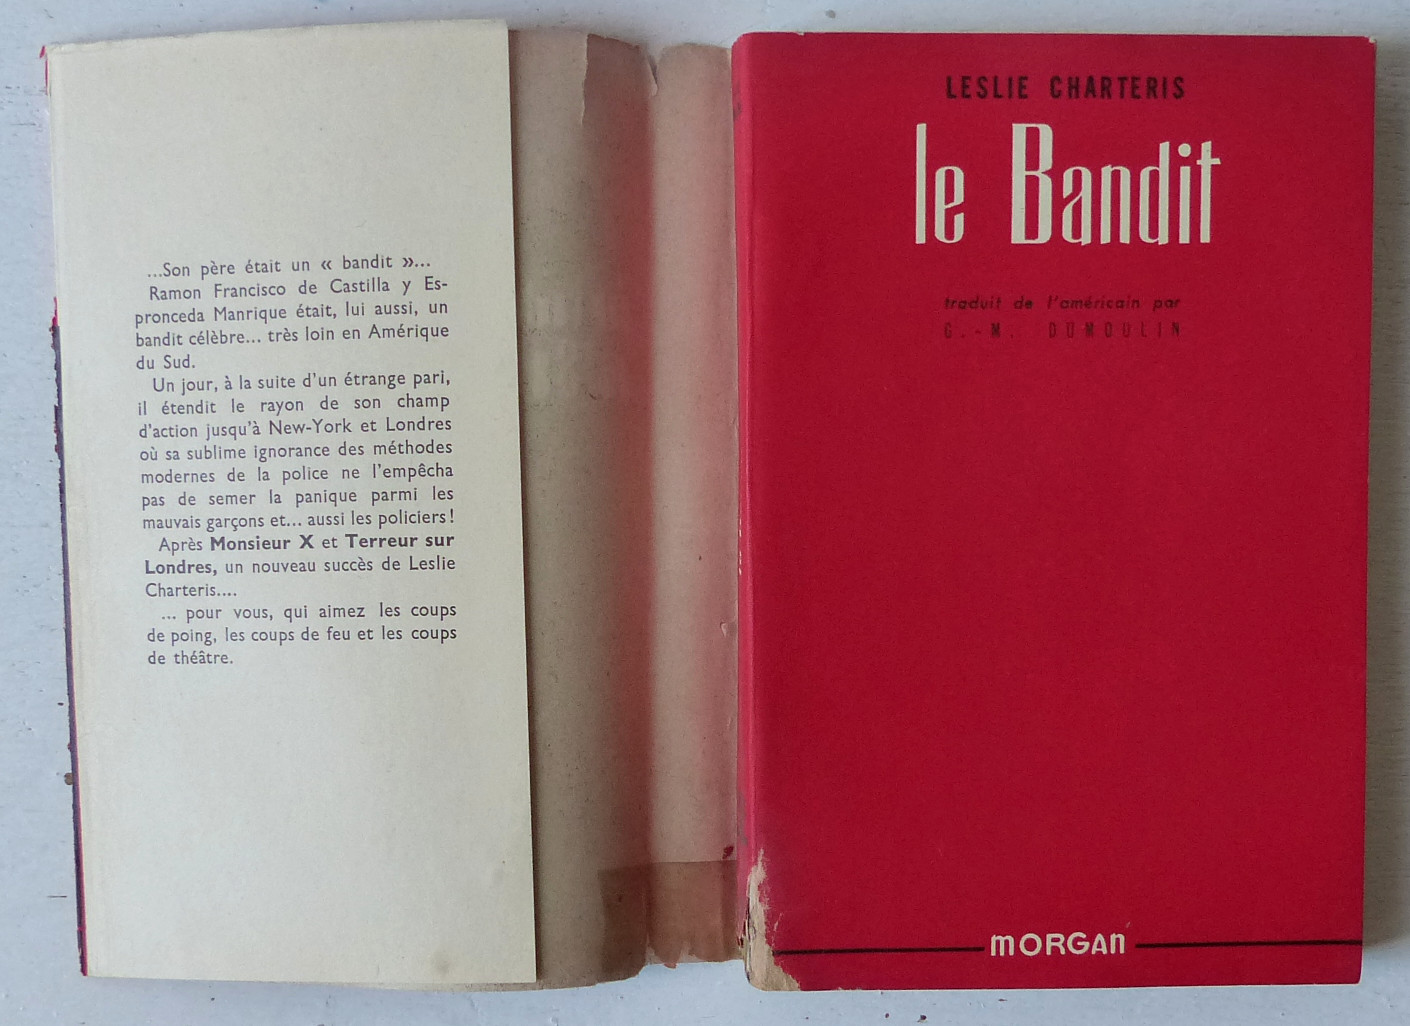 ...Son père était un « bandit »...
Ramon Francisco de Castilla y Es-
pronceda Manrique était, lui aussi, un
bandit célèbre... très loin en Amérique
du Sud.
Un jour, à la suite d'un étrange pari,
il étendit le rayon de son champ
d'action jusqu'à New-York et Londres
où sa sublime ignorance des méthodes
modernes de la police ne l'empêcha
pas de semer la panique parmi les
mauvais garçons et... aussi les policiers !
Après Monsieur X et Terreur sur
Londres, un nouveau succès de Leslie
Charteris....
... pour vous, qui aimez les coups
de poing, les coups de feu et les coups
de théâtre.
LESLIE CHARTERIS
le Bandit
traduit de l'américain par
G.-M. DUMOULIN
MORGAN